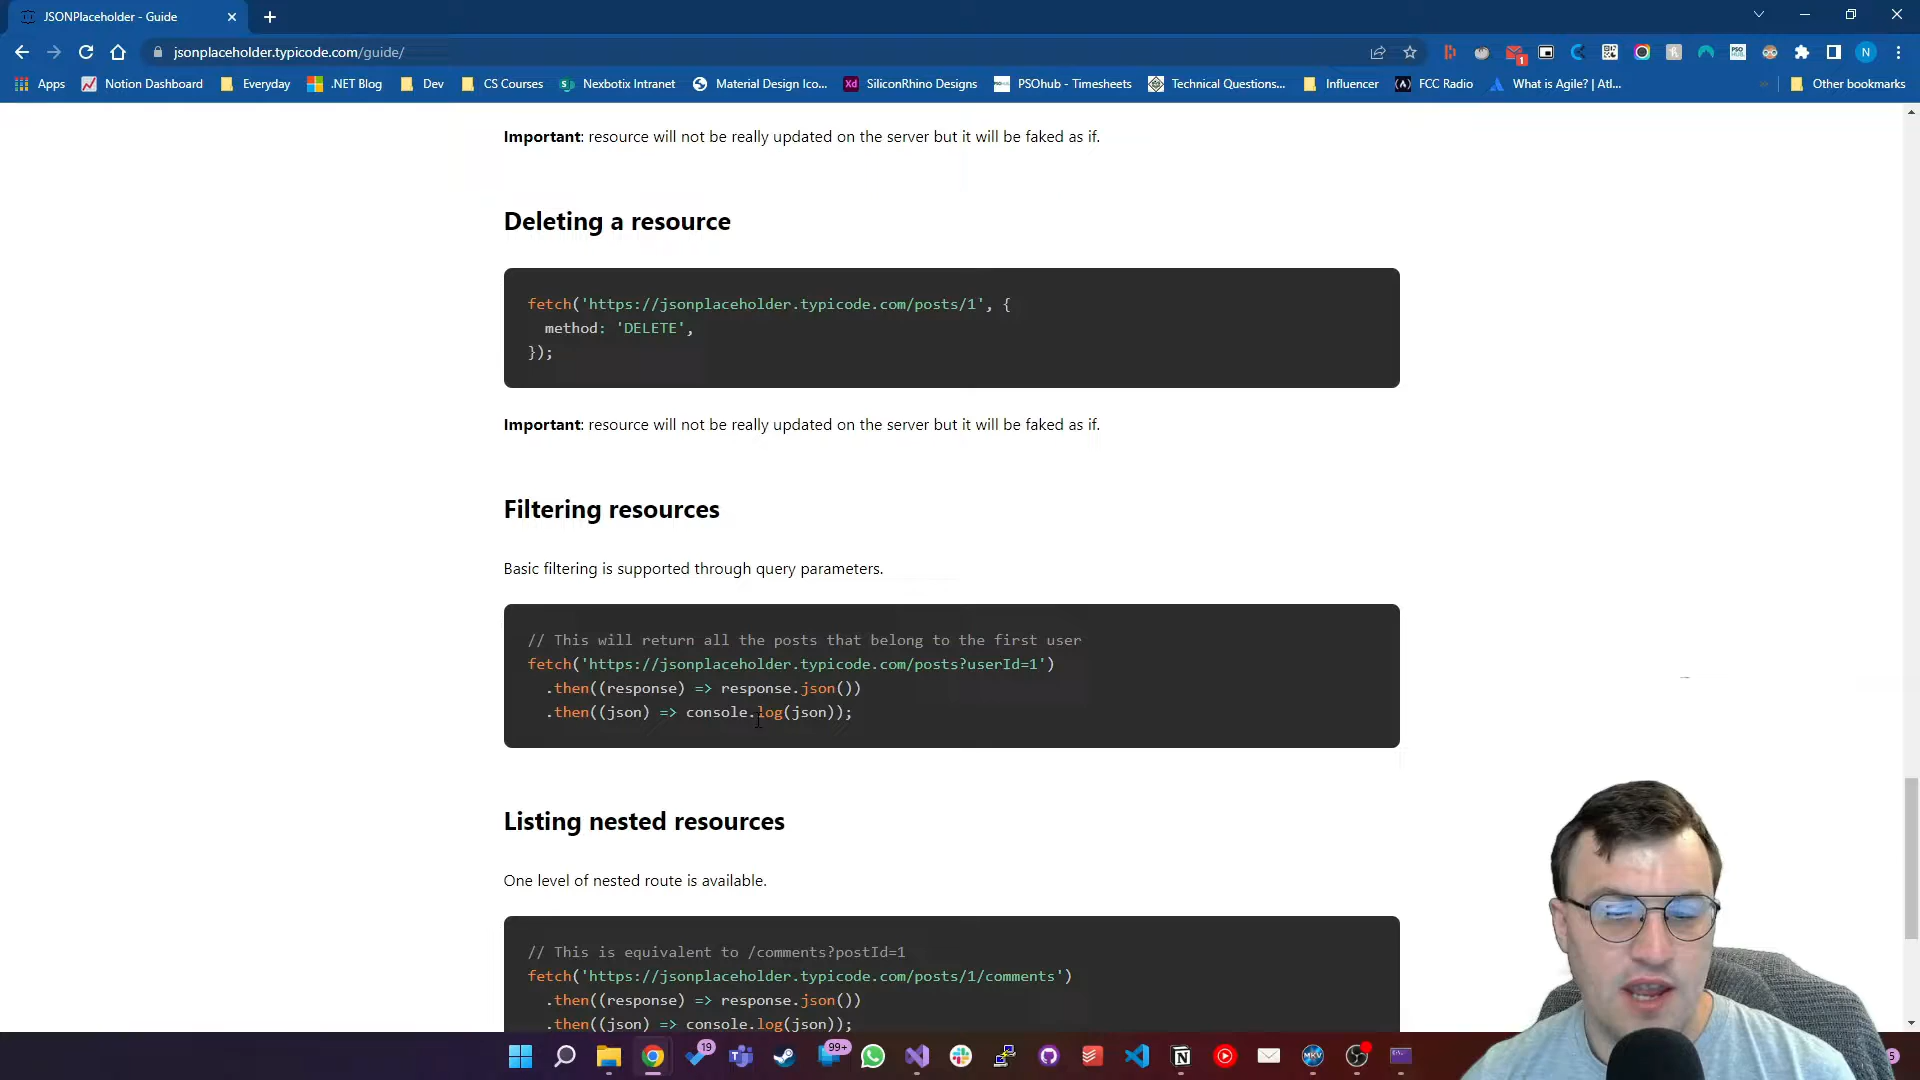 JSONPlaceholder - Guide
jsonplaceholder.typicode.com/guide/
1
N
Apps
Notion Dashboard
Everyday
.NET Blog
Dev
CS Courses
Nexbotix Intranet
Material Design Ico...
Xd
SiliconRhino Designs
PSOhub - Timesheets
Technical Questions...
Influencer
FCC Radio
What is Agile? | Atl...
Other bookmarks
Important: resource will not be really updated on the server but it will be faked as if.
Deleting a resource
fetch('https://jsonplaceholder.typicode.com/posts/1', {
method: 'DELETE',
});
Important: resource will not be really updated on the server but it will be faked as if.
Filtering resources
Basic filtering is supported through query parameters.
// This will return all the posts that belong to the first user
fetch('https://jsonplaceholder.typicode.com/posts?userId=1')
.then((response) => response.json())
.then((json) => console.log(json));
Listing nested resources
One level of nested route is available.
// This is equivalent to /comments?postId=1
fetch('https://jsonplaceholder.typicode.com/posts/1/comments')
.then((response) => response.json())
.then((json) => console.log(json));
19
99+
MKV
5